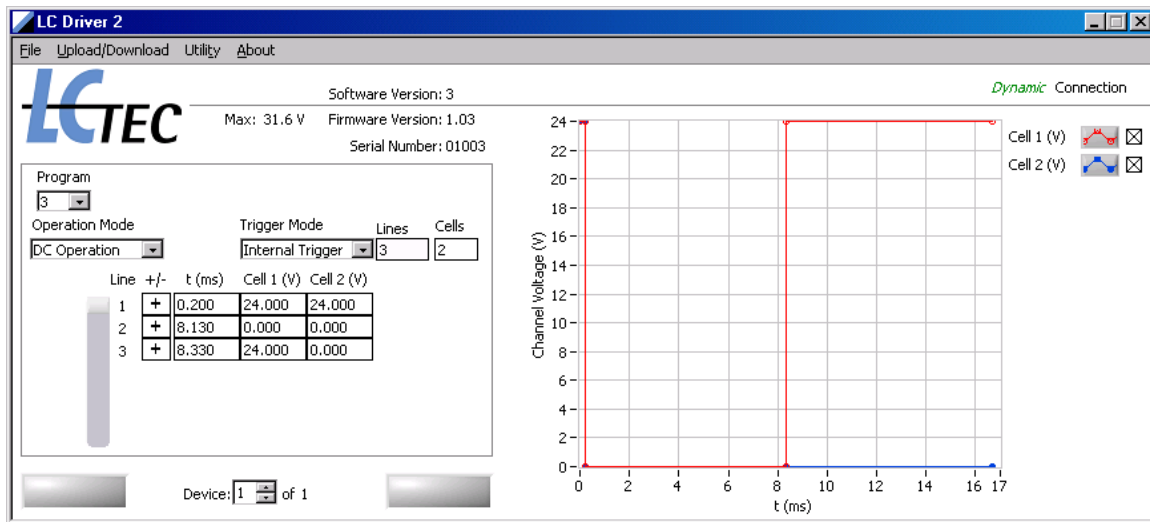 LC Driver 2
File Upload/Download Utility About
LCTEC
Software Version: 3
Max: 31.6 V Firmware Version: 1.03
Serial Number: 01003
Dynamic Connection
Program
3
Operation Mode Trigger Mode Lines Cells
DC Operation Internal Trigger 3 2
Line +/- t (ms) Cell 1 (V) Cell 2 (V)
1 + 0.200 24.000 24.000
2 + 8.130 0.000 0.000
3 + 8.330 24.000 0.000
Device: 1 of 1
Cell 1 (V)
Cell 2 (V)
Channel Voltage (V)
24
22
20
18
16
14
12
10
8
6
4
2
0
0 2 4 6 8 10 12 14 16 17
t (ms)